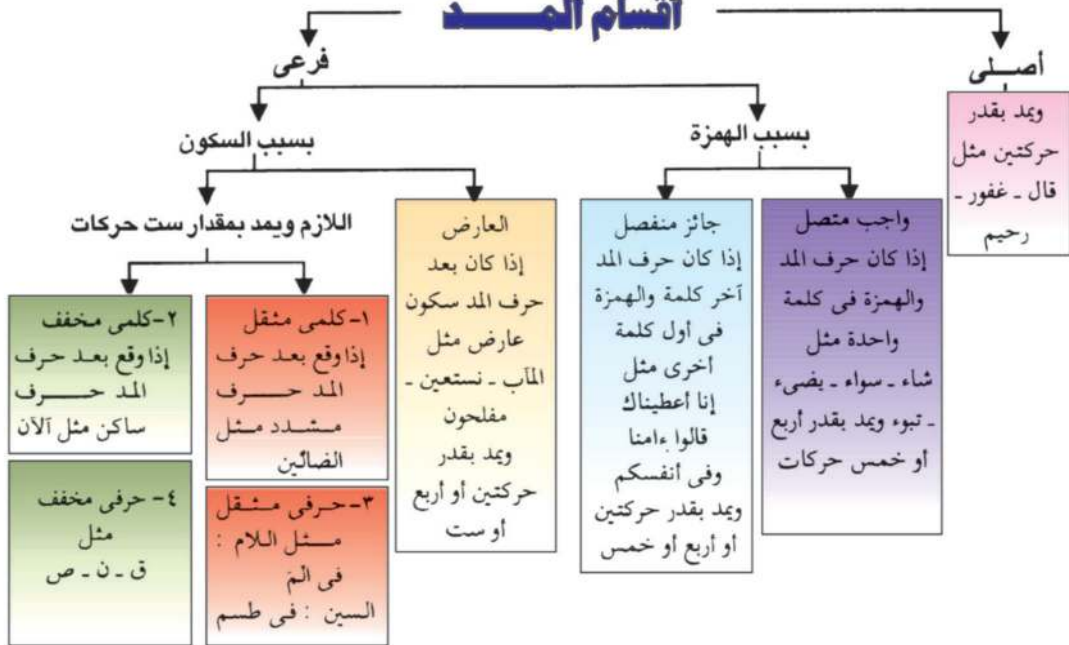 أقسام المد
أصلى
فرعى
ويمد بقدر
حركتين مثل
قال - غفور -
رحيم
بسبب الهمزة
بسبب السكون
واجب متصل
إذا كان حرف المد
والهمزة فى كلمة
واحدة مثل
شاء - سواء - يضىء
- تبوء ويمد بقدر أربع
أو خمس حركات
جائز منفصل
إذا كان حرف المد
آخر كلمة والهمزة
فى أول كلمة
أخرى مثل
إنا أعطيناك
قالوا ءامنا
وفى أنفسكم
ويمد بقدر حركتين
أو أربع أو خمس
العارض
إذا كان بعد
حرف المد سكون
عارض مثل
المآب - نستعين -
مفلحون
ويمد بقدر
حركتين أو أربع
أو ست
اللازم ويمد بمقدار ست حركات
١- كلمى مثقل
إذا وقع بعد حرف
المد حرف
مشدد مثل
الضالين
٢- كلمى مخفف
إذا وقع بعد حرف
المد حرف
ساكن مثل آلآن
٣- حرفى مثقل
مثل اللام :
فى الم
السين : فى طسم
٤- حرفى مخفف
مثل
ق - ن - ص